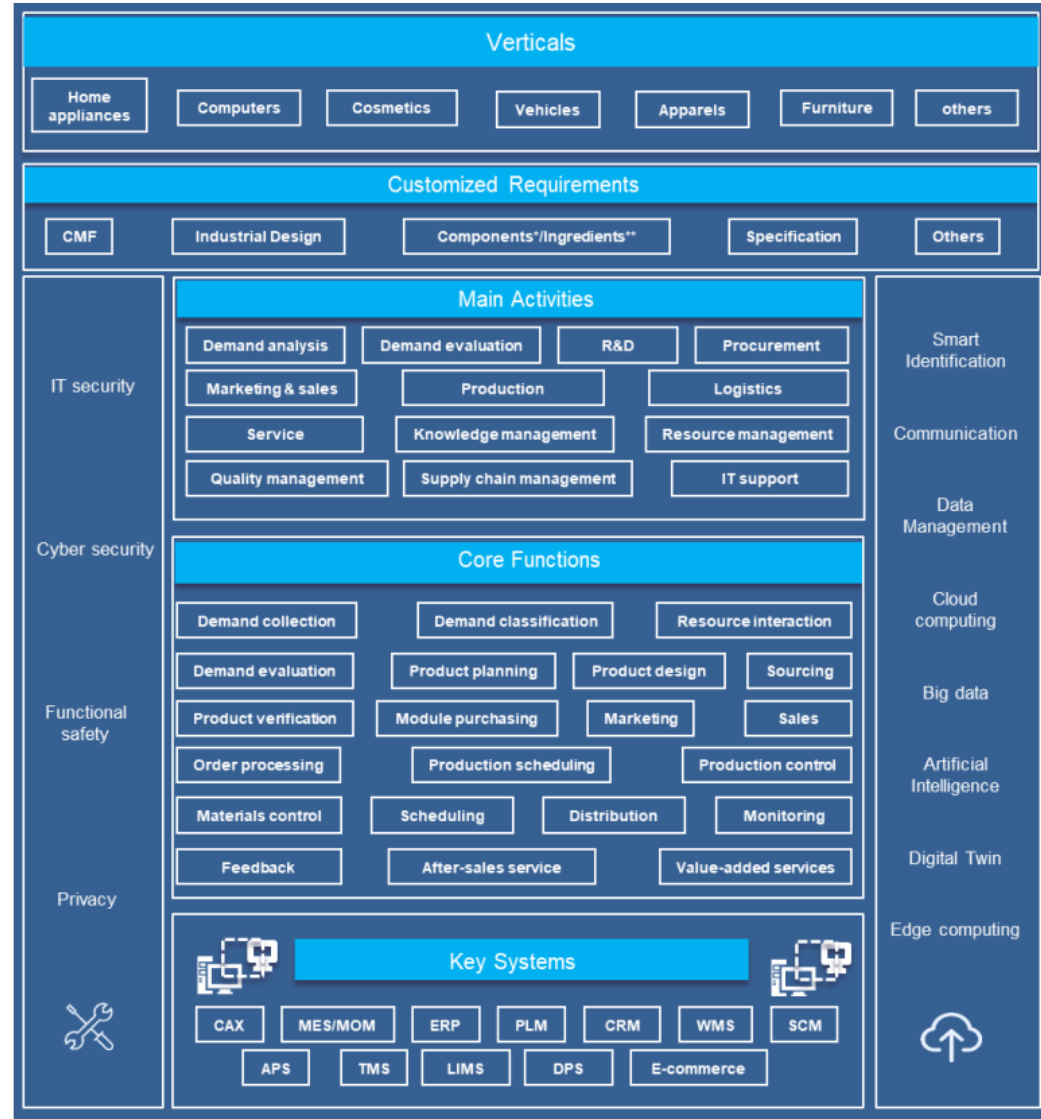 Verticals
Home
appliances
Computers
Cosmetics
Vehicles
Apparels
Furniture
others
Customized Requirements
CMF
Industrial Design
Components*/Ingredients**
Specification
Others
IT security
Cyber security
Functional
safety
Privacy
Main Activities
Demand analysis
Demand evaluation
R&D
Procurement
Marketing & sales
Production
Logistics
Service
Knowledge management
Resource management
Quality management
Supply chain management
IT support
Core Functions
Demand collection
Demand classification
Resource interaction
Demand evaluation
Product planning
Product design
Sourcing
Product verification
Module purchasing
Marketing
Sales
Order processing
Production scheduling
Production control
Materials control
Scheduling
Distribution
Monitoring
Feedback
After-sales service
Value-added services
Key Systems
CAX
MES/MOM
ERP
PLM
CRM
WMS
SCM
APS
TMS
LIMS
DPS
E-commerce
Smart
Identification
Communication
Data
Management
Cloud
computing
Big data
Artificial
Intelligence
Digital Twin
Edge computing